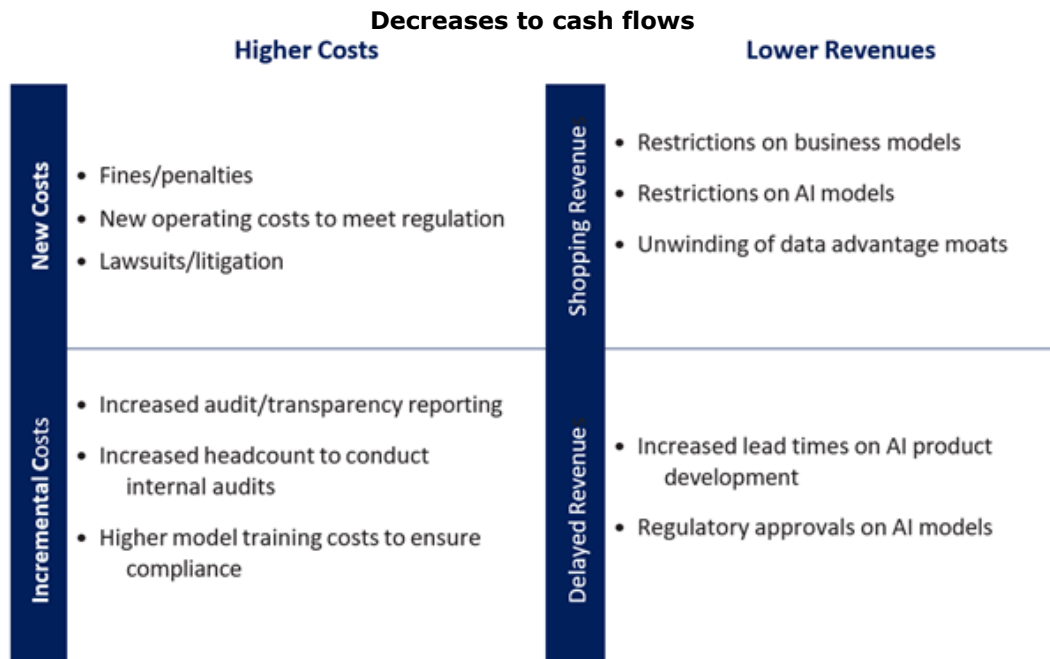 Decreases to cash flows
Higher Costs
New Costs
• Fines/penalties
• New operating costs to meet regulation
• Lawsuits/litigation
Incremental Costs
• Increased audit/transparency reporting
• Increased headcount to conduct
internal audits
• Higher model training costs to ensure
compliance
Lower Revenues
Shopping Revenues
• Restrictions on business models
• Restrictions on AI models
• Unwinding of data advantage moats
Delayed Revenues
• Increased lead times on AI product
development
• Regulatory approvals on AI models